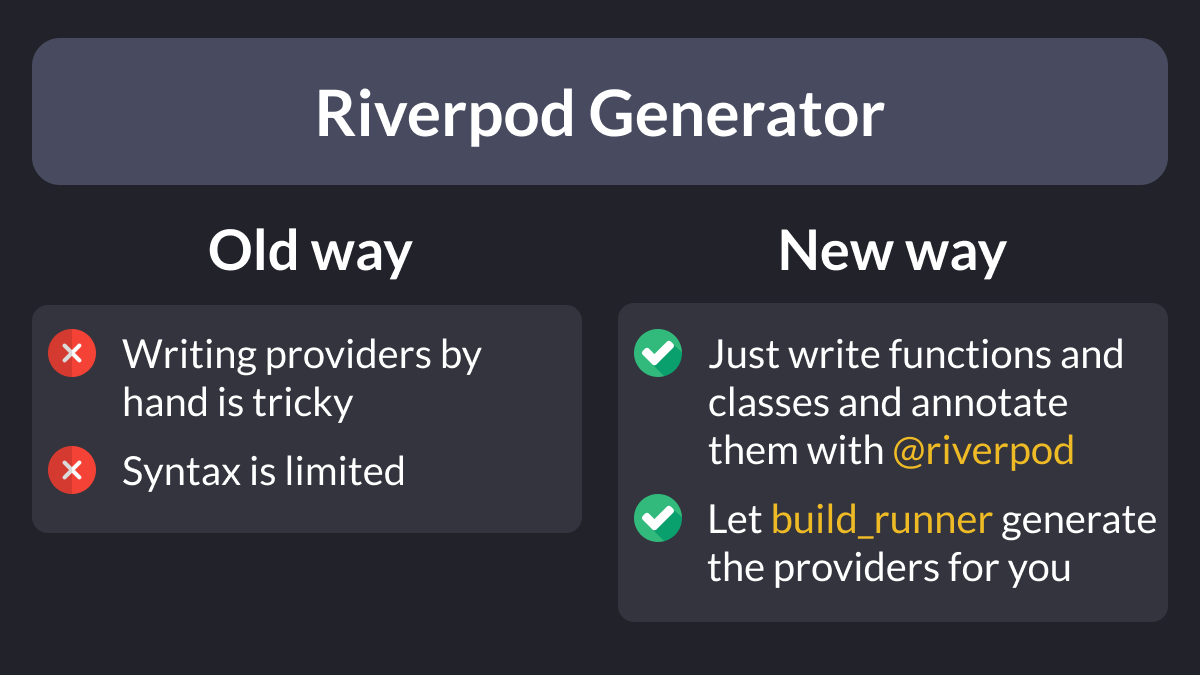 Riverpod Generator
Old way
Writing providers by
hand is tricky
Syntax is limited
New way
Just write functions and
classes and annotate
them with @riverpod
Let build_runner generate
the providers for you